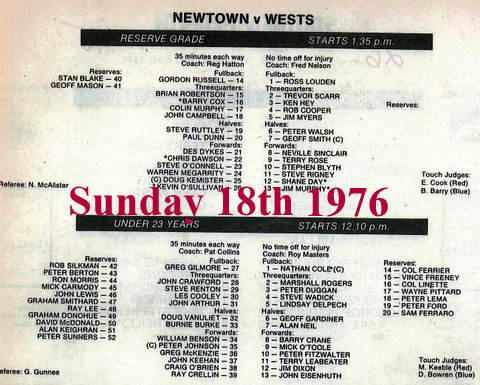 NEWTOWN v WESTS
RESERVE GRADE STARTS 1.35 p.m.
35 minutes each way
Coach: Reg Hatton
Reserves:
STAN BLAKE — 40
GEOFF MASON — 41
Fullback:
GORDON RUSSELL — 14
Threequarters:
BRIAN ROBERTSON — 15
*BARRY COX — 16
COLIN MURPHY — 17
JOHN CAMPBELL — 18
Halves:
STEVE RUTTLEY — 19
PAUL DUNN — 20
Forwards:
DES DYKES — 21
*CHRIS DAWSON — 22
STEVE O'CONNELL — 23
WARREN MEGARRITY — 24
(C) DOUG KEMISTER — 25
*KEVIN O'SULLIVAN — 26
No time off for injury
Coach: Fred Nelson
Fullback:
1 — ROSS LOUDEN
Threequarters:
2 — TREVOR SCARR
3 — KEN HEY
4 — ROB COOPER
5 — JIM MYERS
Halves:
6 — PETER WALSH
7 — GEOFF SMITH (C)
Forwards:
8 — NEVILLE SINCLAIR
9 — TERRY ROSE
10 — STEPHEN BLYTH
11 — STEVE RIGNEY
12 — SHANE DAY*
13 — JIM MURPHY*
Reserves:
Referee: N. McAlister
Touch Judges:
E. Cook (Red)
B. Barry (Blue)
Sunday 18th 1976
UNDER 23 YEARS STARTS 12.10 p.m.
35 minutes each way
Coach: Pat Collins
Reserves:
ROB SILKMAN — 42
PETER BERTON — 43
RON MORRIS — 44
MICK CARMODY — 45
JOHN LEWIS — 46
GRAHAM SMITHARD — 47
RAY LEE — 48
GRAHAM DONOHUE — 49
DAVID McDONALD — 50
ALAN KEIGHRAN — 51
PETER SUNNERS — 52
Fullback:
GREG GILMORE — 27
Threequarters:
JOHN CRAWFORD — 28
STEVE RENTON — 29
LES COOLEY — 30
JOHN ARTHUR — 31
Halves:
DOUG VANULIET — 32
BURNIE BURKE — 33
Forwards:
WILLIAM BENSON — 34
(C) PETER JOHNSON — 35
GREG McKENZIE — 36
JOHN KEEHAN — 37
CRAIG O'BRIEN — 38
RAY CRELLIN — 39
No time off for injury
Coach: Roy Masters
Fullback:
1 — NATHAN COLE*(C)
Threequarters:
2 — MARSHALL ROGERS
3 — PETER DUGGAN
4 — STEVE WADICK
5 — LINDSAY DELPECH
Halves:
6 — GEOFF GARDINER
7 — ALAN NEIL
Forwards:
8 — BARRY CRANE
9 — MICK O'TOOLE
10 — PETER FITZWALTER
11 — TERRY LEABEATER
12 — JIM DIXON
13 — JOHN EISENHUTH
Reserves:
14 — COL FERRIER
15 — VINCE FREENEY
16 — COL LINETTE
17 — WAYNE PITTARD
18 — PETER LEMA
19 — PETER FORD
20 — SAM FERRARO
Referee: G. Gunnee
Touch Judges:
M. Keeble (Red)
D. Bowren (Blue)